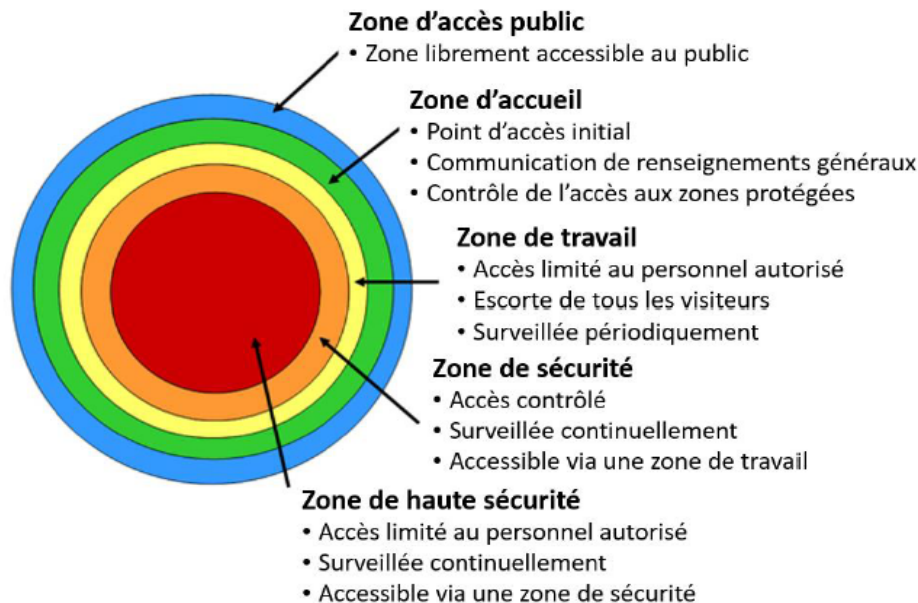 Zone d’accès public
• Zone librement accessible au public
Zone d’accueil
• Point d’accès initial
• Communication de renseignements généraux
• Contrôle de l’accès aux zones protégées
Zone de travail
• Accès limité au personnel autorisé
• Escorte de tous les visiteurs
• Surveillée périodiquement
Zone de sécurité
• Accès contrôlé
• Surveillée continuellement
• Accessible via une zone de travail
Zone de haute sécurité
• Accès limité au personnel autorisé
• Surveillée continuellement
• Accessible via une zone de sécurité